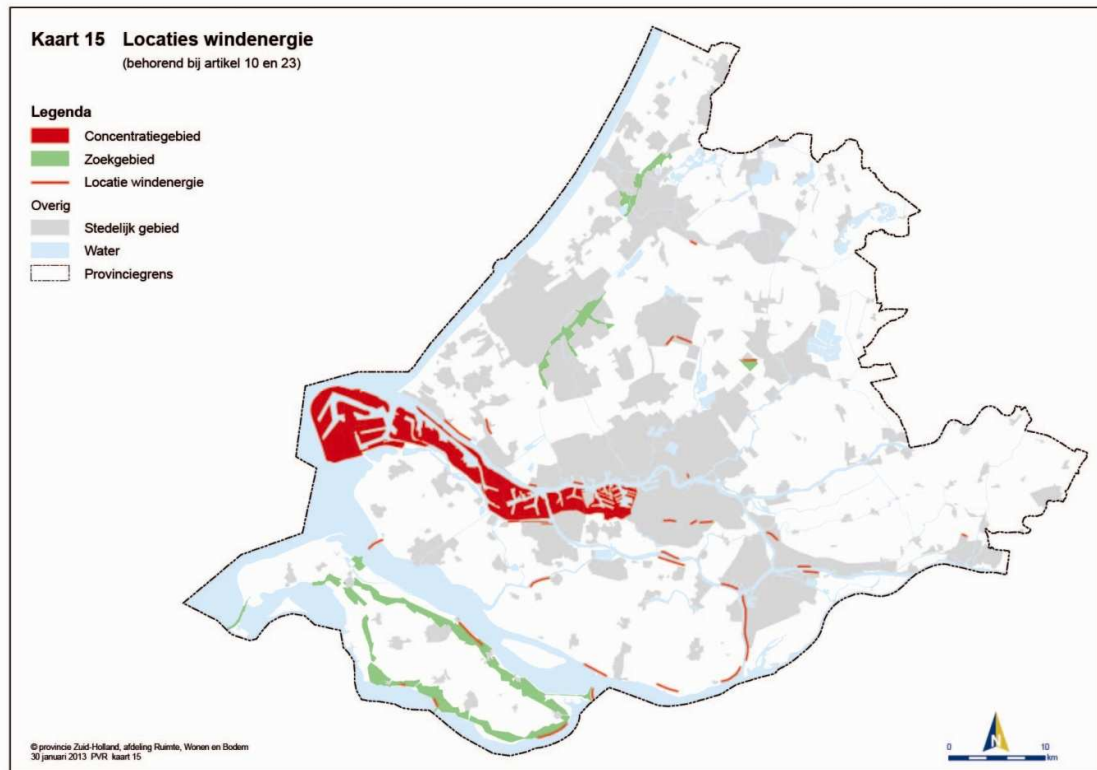 Kaart 15 Locaties windenergie
(behorend bij artikel 10 en 23)
Legenda
Concentratiegebied
Zoekgebied
Locatie windenergie
Overig
Stedelijk gebied
Water
Provinciegrens
© provincie Zuid-Holland, afdeling Ruimte, Wonen en Bodem
30 januari 2013 PVR kaart 15
N
0 10
km